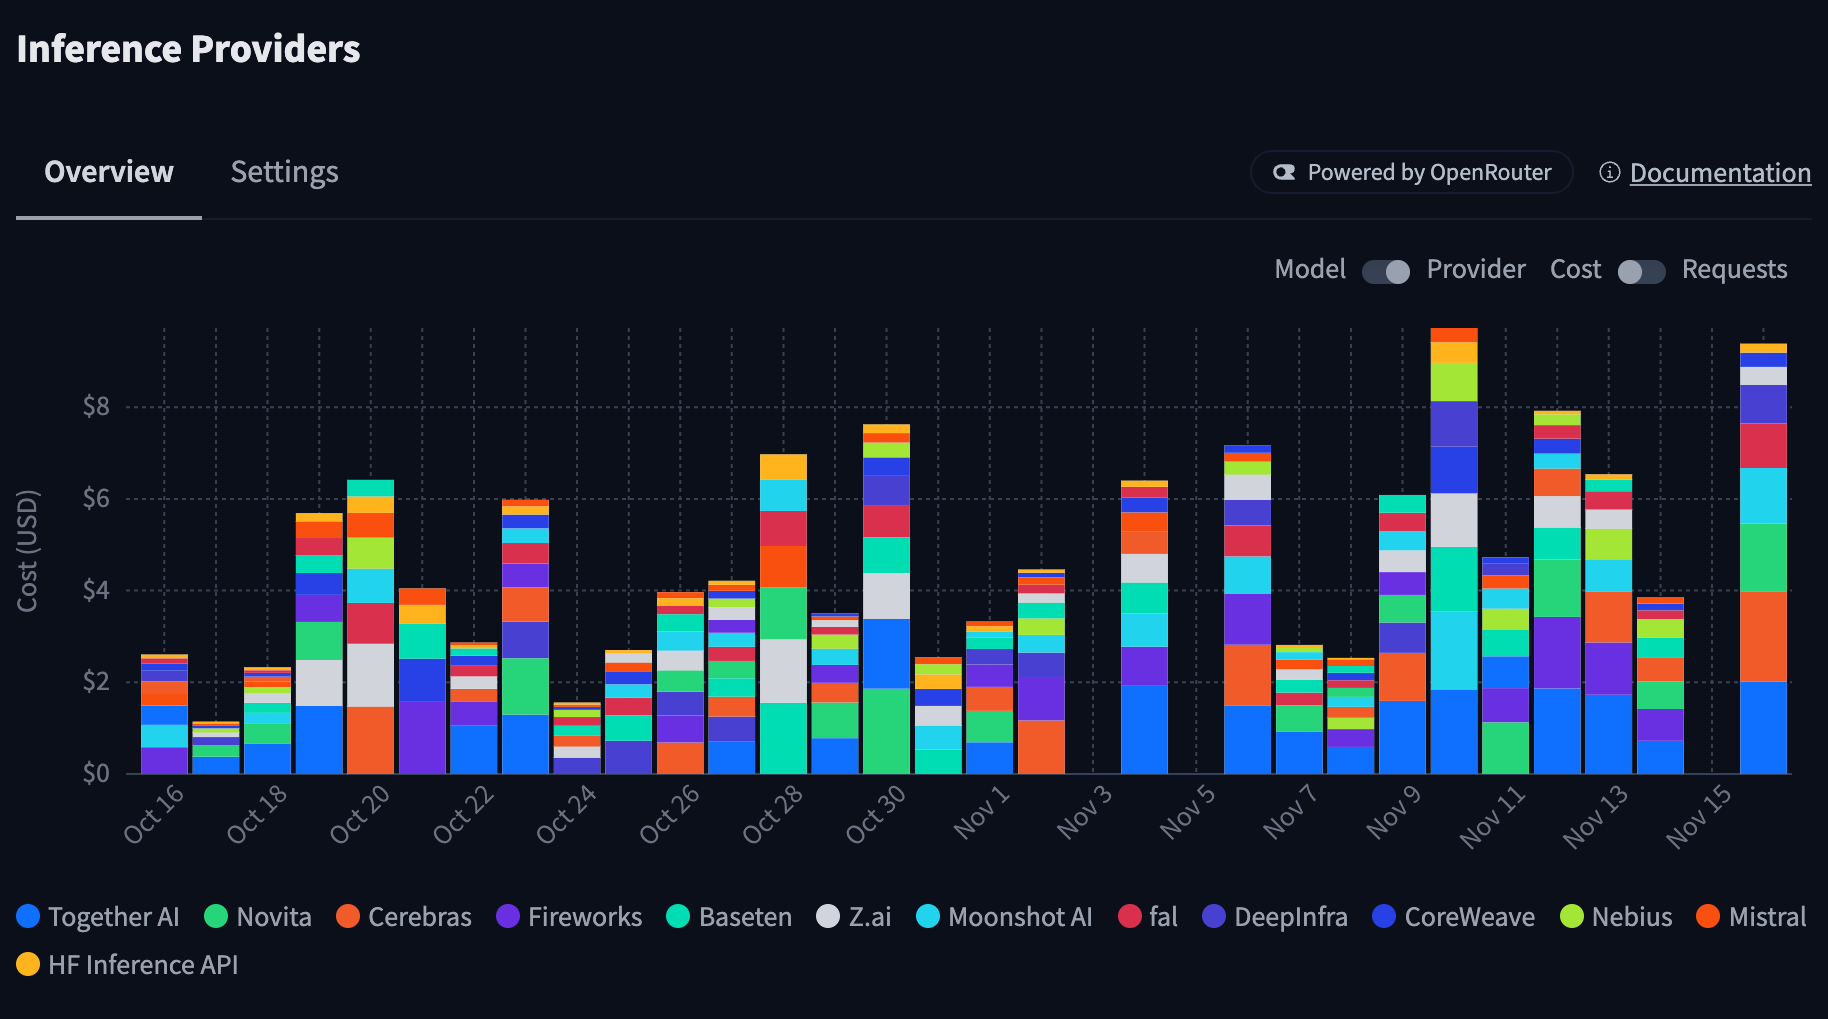 Inference Providers
Overview Settings Powered by OpenRouter Documentation
Model Provider Cost Requests
Cost (USD)
$8
$6
$4
$2
$0
Oct 16 Oct 18 Oct 20 Oct 22 Oct 24 Oct 26 Oct 28 Oct 30 Nov 1 Nov 3 Nov 5 Nov 7 Nov 9 Nov 11 Nov 13 Nov 15
Together AI Novita Cerebras Fireworks Baseten Z.ai Moonshot AI fal DeepInfra CoreWeave Nebius Mistral
HF Inference API